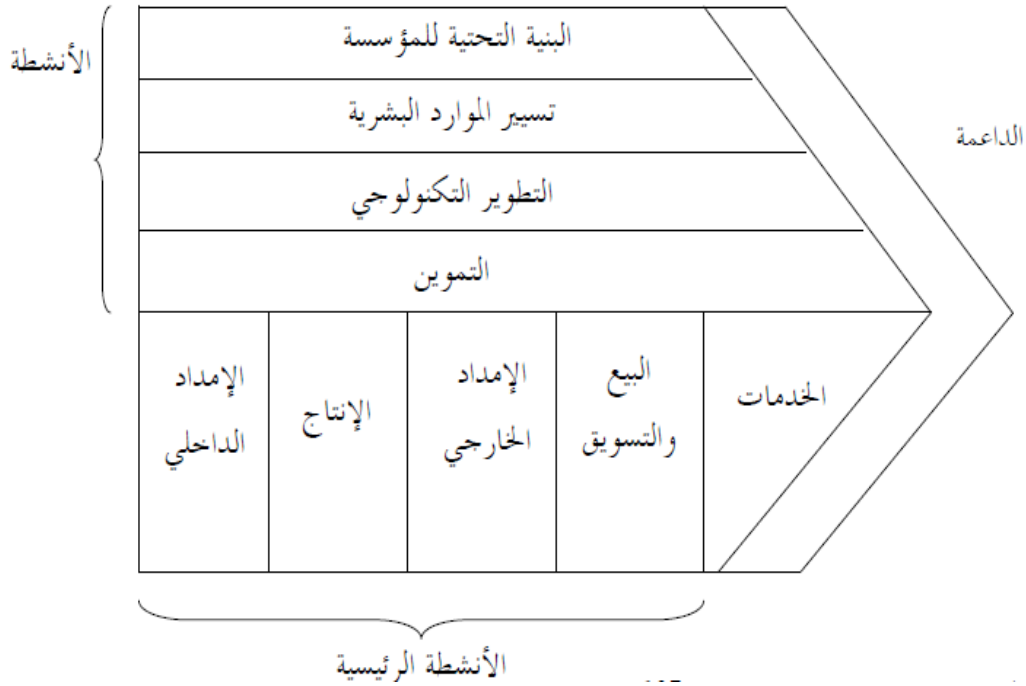 البنية التحتية للمؤسسة
الأنشطة
تسيير الموارد البشرية
الداعمة
التطوير التكنولوجي
التموين
الإمداد
الداخلي
الإنتاج
الإمداد
الخارجي
البيع
والتسويق
الخدمات
الأنشطة الرئيسية